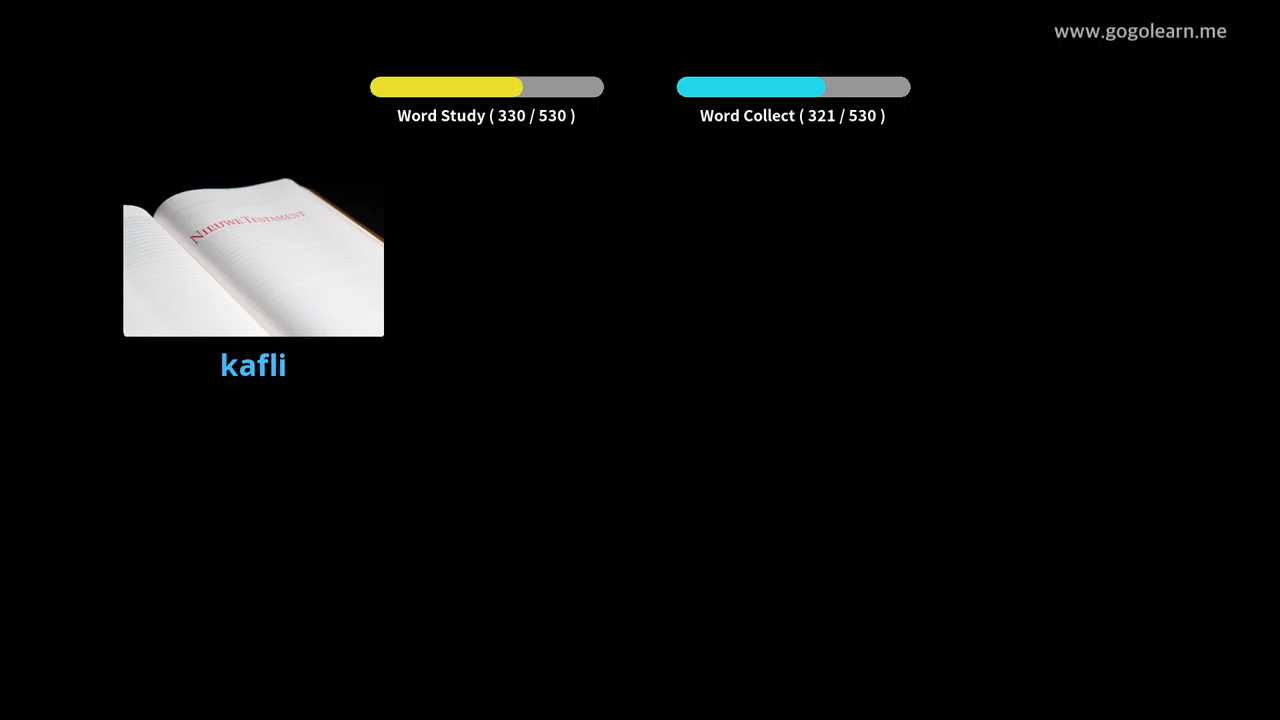 www.gogolearn.me
Word Study ( 330 / 530 )
Word Collect ( 321 / 530 )
NIEUWE TESTAMENT
kafli